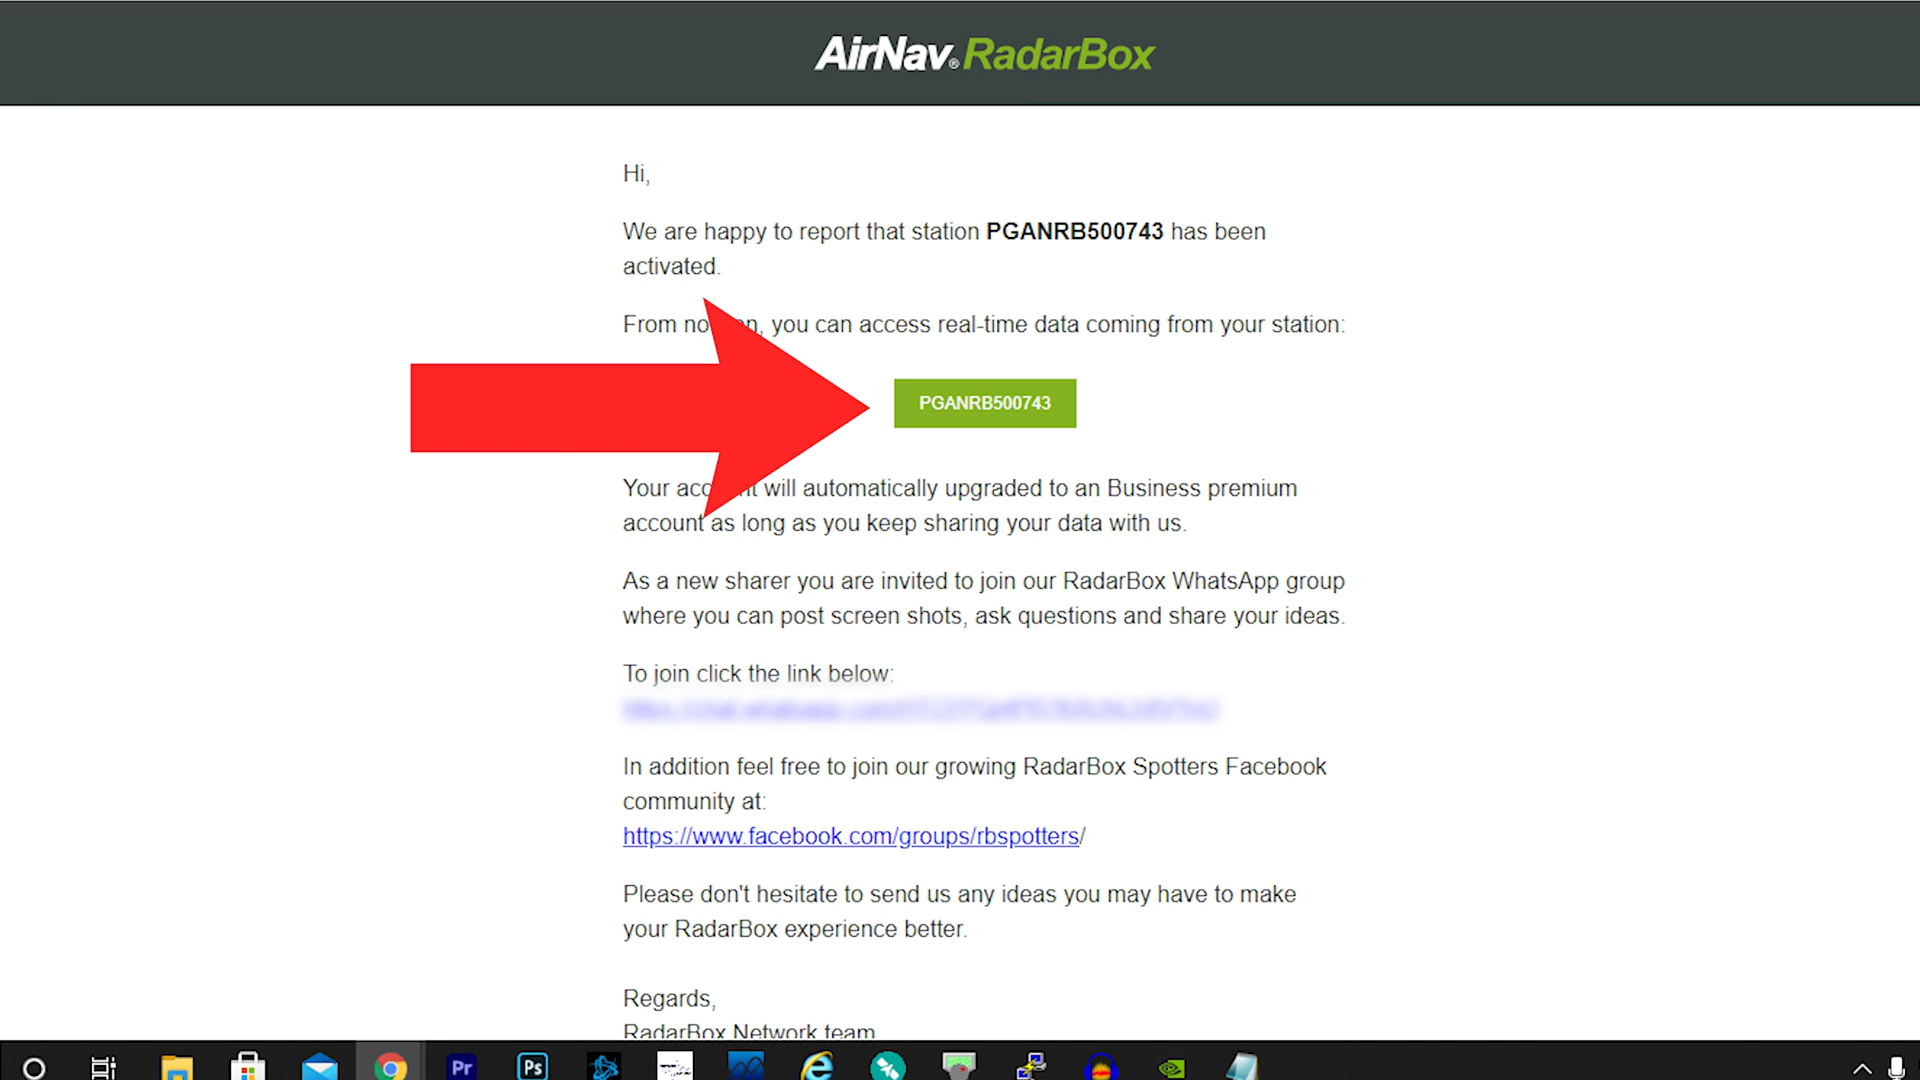 AirNav® RadarBox
Hi,
We are happy to report that station PGANRB500743 has been
activated.
From no on, you can access real-time data coming from your station:
PGANRB500743
Your acc t will automatically upgraded to an Business premium
account as long as you keep sharing your data with us.
As a new sharer you are invited to join our RadarBox WhatsApp group
where you can post screen shots, ask questions and share your ideas.
To join click the link below:
In addition feel free to join our growing RadarBox Spotters Facebook
community at:
https://www.facebook.com/groups/rbspotters/
Please don't hesitate to send us any ideas you may have to make
your RadarBox experience better.
Regards,
RadarBox Network team
Pr
Ps